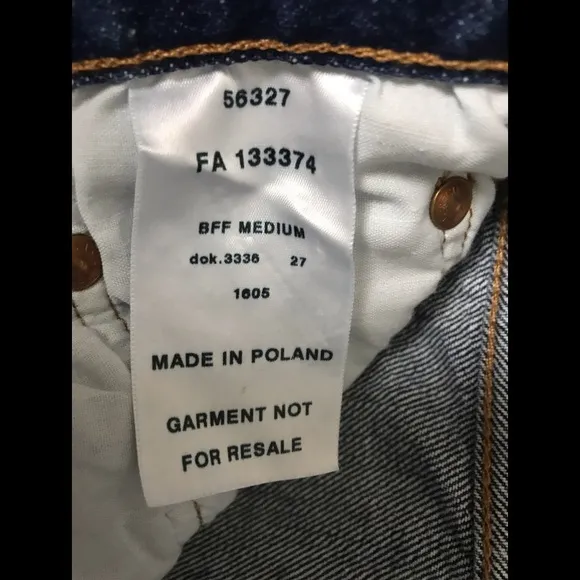 56327
FA 133374
BFF MEDIUM
dok.3336 27
1605
MADE IN POLAND
GARMENT NOT
FOR RESALE